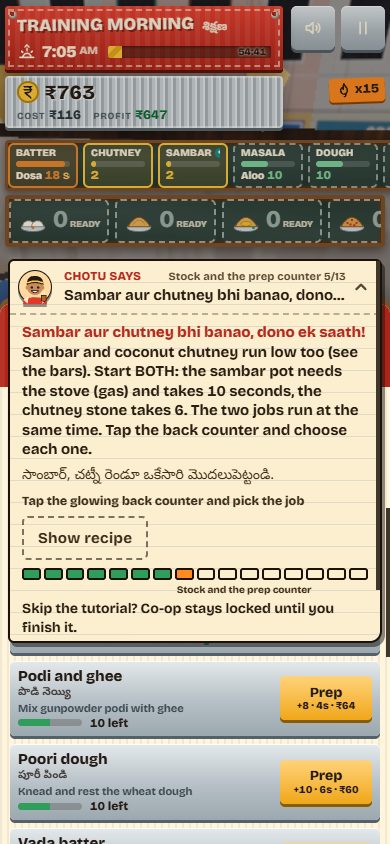 TRAINING MORNING శిక్షణ
7:05 AM 54:41
₹763
COST ₹116 PROFIT ₹647
x15
BATTER CHUTNEY SAMBAR MASALA DOUGH
Dosa 18 s 2 2 Aloo 10 10
0 READY 0 READY 0 READY 0
CHOTU SAYS Stock and the prep counter 5/13
Sambar aur chutney bhi banao, dono...
Sambar aur chutney bhi banao, dono ek saath!
Sambar and coconut chutney run low too (see
the bars). Start BOTH: the sambar pot needs
the stove (gas) and takes 10 seconds, the
chutney stone takes 6. The two jobs run at the
same time. Tap the back counter and choose
each one.
సాంబార్, చట్నీ రెండూ ఒకేసారి మొదలుపెట్టండి.
Tap the glowing back counter and pick the job
Show recipe
Stock and the prep counter
Skip the tutorial? Co-op stays locked until you
finish it.
Podi and ghee
పొడి నెయ్యి
Mix gunpowder podi with ghee
10 left
Prep
+8 · 4s · ₹64
Poori dough
పూరీ పిండి
Knead and rest the wheat dough
10 left
Prep
+10 · 6s · ₹60
Vada batter